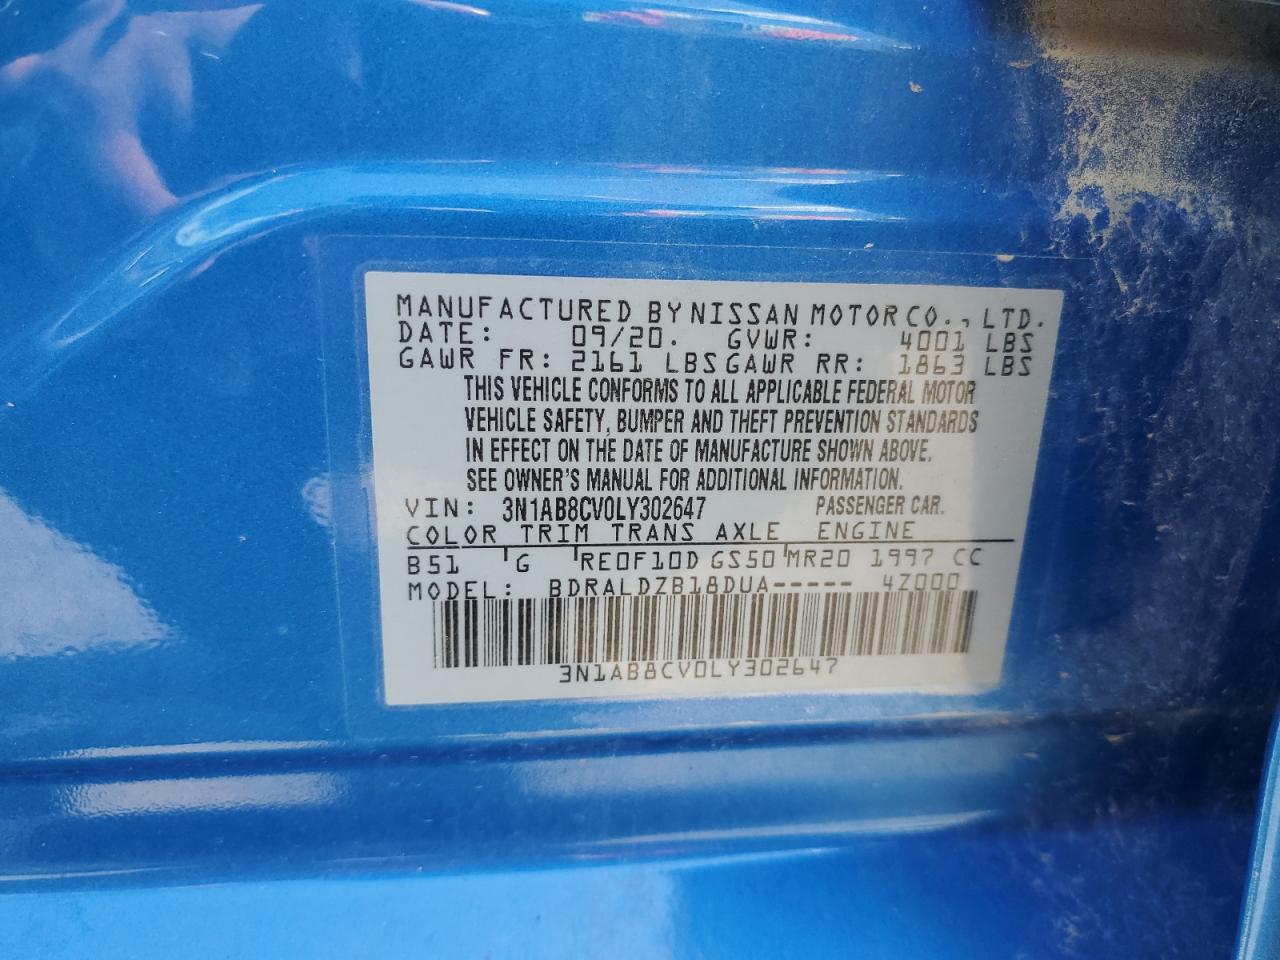 MANUFACTURED BY NISSAN MOTOR CO., LTD.
DATE: 09/20. GVWR: 4001 LBS
GAWR FR: 2161 LBS GAWR RR: 1863 LBS
THIS VEHICLE CONFORMS TO ALL APPLICABLE FEDERAL MOTOR
VEHICLE SAFETY, BUMPER AND THEFT PREVENTION STANDARDS
IN EFFECT ON THE DATE OF MANUFACTURE SHOWN ABOVE.
SEE OWNER'S MANUAL FOR ADDITIONAL INFORMATION.
VIN: 3N1AB8CV0LY302647 PASSENGER CAR.
COLOR TRIM TRANS AXLE ENGINE
B51 G RE0F10D GS50 MR20 1997 CC
MODEL: BDRALDZB18DUA----- 4Z000
3N1AB8CV0LY302647